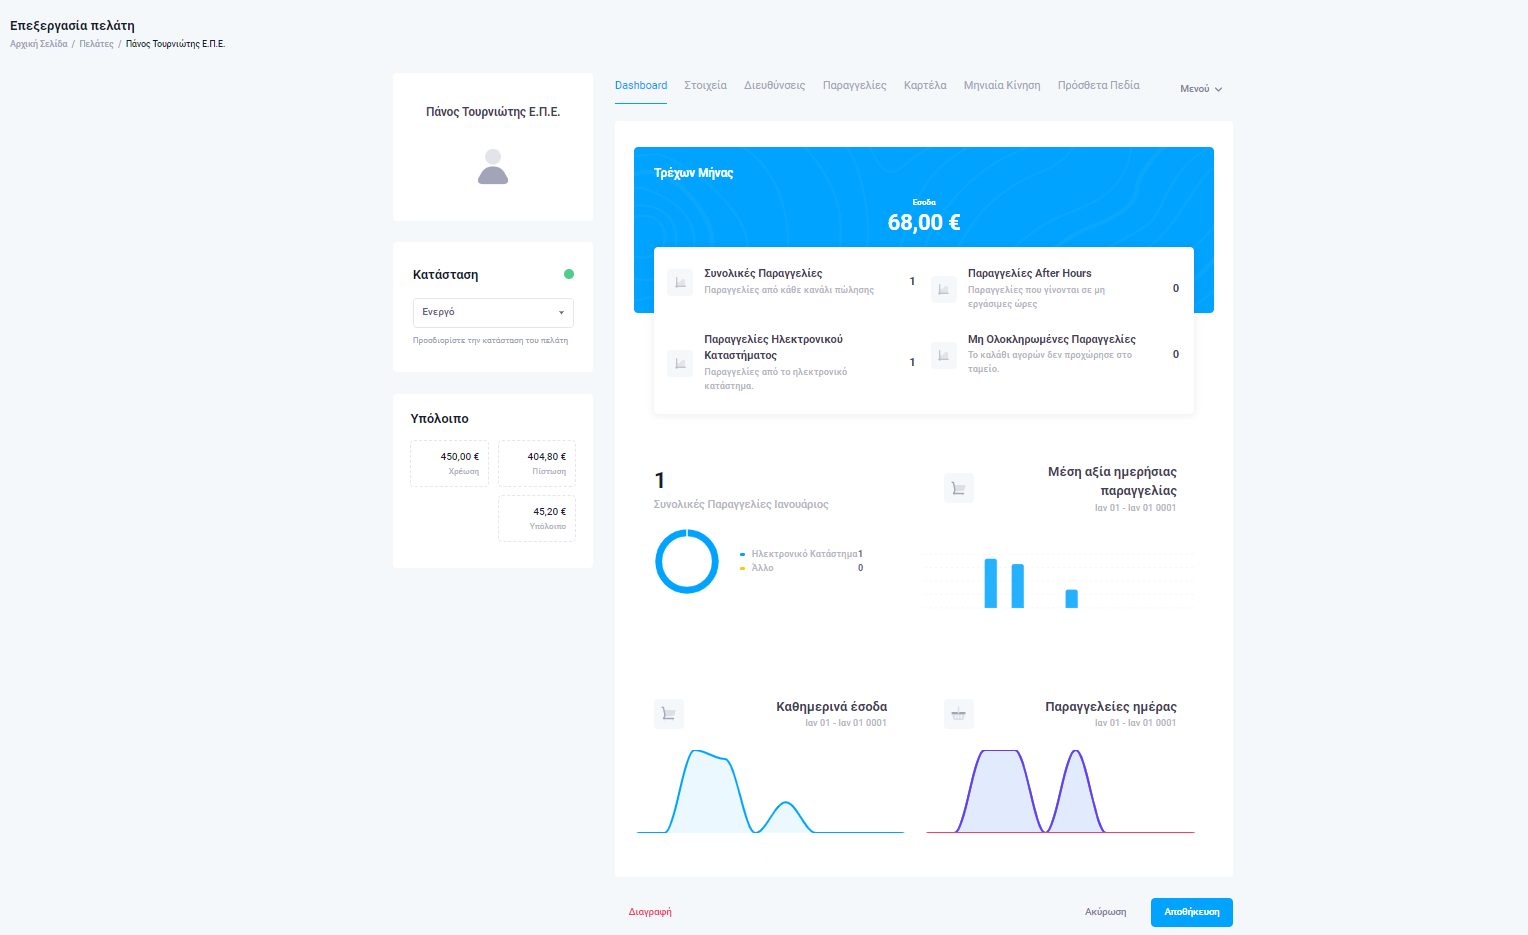 Επεξεργασία πελάτη
Αρχική Σελίδα / Πελάτες / Πάνος Τουρνιώτης Ε.Π.Ε.
Πάνος Τουρνιώτης Ε.Π.Ε.
Κατάσταση
Ενεργό
Προσδιορίστε την κατάσταση του πελάτη
Υπόλοιπο
450,00 €
Χρέωση
404,80 €
Πίστωση
45,20 €
Υπόλοιπο
Dashboard Στοιχεία Διευθύνσεις Παραγγελίες Καρτέλα Μηνιαία Κίνηση Πρόσθετα Πεδία Μενού
Τρέχων Μήνας
Εσοδα
68,00 €
Συνολικές Παραγγελίες
Παραγγελίες από κάθε κανάλι πώλησης
1
Παραγγελίες After Hours
Παραγγελίες που γίνονται σε μη
εργάσιμες ώρες
0
Παραγγελίες Ηλεκτρονικού
Καταστήματος
Παραγγελίες από το ηλεκτρονικό
κατάστημα.
1
Μη Ολοκληρωμένες Παραγγελίες
Το καλάθι αγορών δεν προχώρησε στο
ταμείο.
0
1
Συνολικές Παραγγελίες Ιανουάριος
Ηλεκτρονικό Κατάστημα 1
Άλλο 0
Μέση αξία ημερήσιας
παραγγελίας
Ιαν 01 - Ιαν 01 0001
Καθημερινά έσοδα
Ιαν 01 - Ιαν 01 0001
Παραγγελείες ημέρας
Ιαν 01 - Ιαν 01 0001
Διαγραφή
Ακύρωση
Αποθήκευση